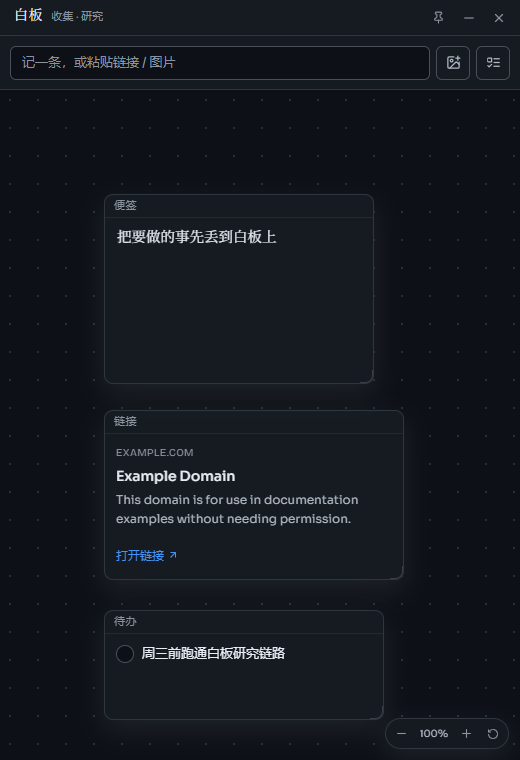 白板 收集·研究
记一条，或粘贴链接 / 图片
便签
把要做的事先丢到白板上
链接
EXAMPLE.COM
Example Domain
This domain is for use in documentation
examples without needing permission.
打开链接 ↗
待办
周三前跑通白板研究链路
− 100% +